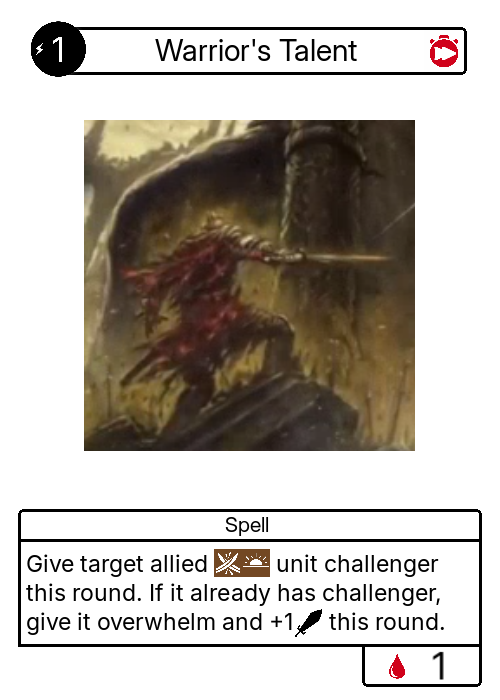 1
Warrior's Talent
Spell
Give target allied unit challenger
this round. If it already has challenger,
give it overwhelm and +1 this round.
1